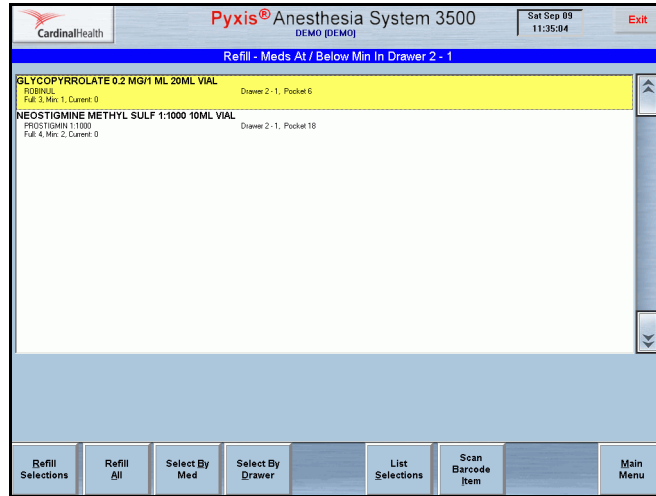 CardinalHealth
Pyxis® Anesthesia System 3500
DEMO (DEMO)
Sat Sep 09
11:35:04
Exit
Refill - Meds At / Below Min In Drawer 2 - 1
GLYCOPYRROLATE 0.2 MG/1 ML 20ML VIAL
ROBINUL Drawer 2 - 1, Pocket 6
Full: 3, Min: 1, Current: 0
NEOSTIGMINE METHYL SULF 1:1000 10ML VIAL
PROSTIGMIN 1:1000 Drawer 2 - 1, Pocket 18
Full: 4, Min: 2, Current: 0
Refill
Selections
Refill
All
Select By
Med
Select By
Drawer
List
Selections
Scan
Barcode
Item
Main
Menu